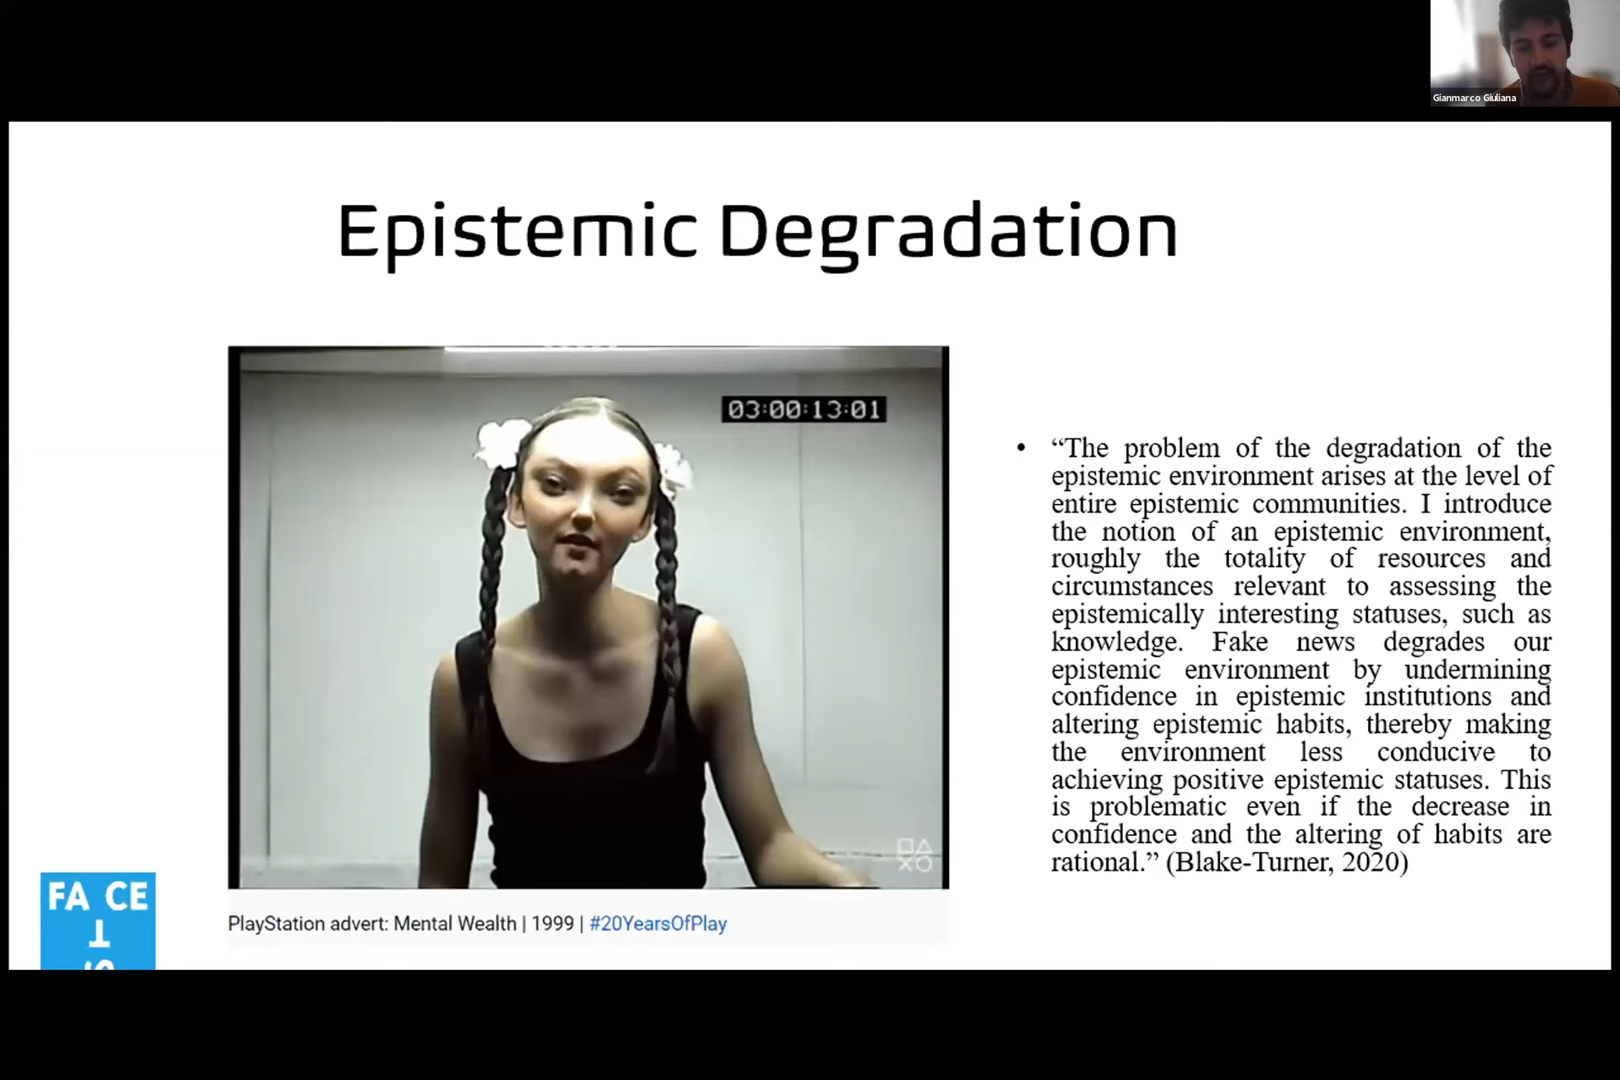 Gianmarco Giuliana
Epistemic Degradation
03:00:13:01
• “The problem of the degradation of the
epistemic environment arises at the level of
entire epistemic communities. I introduce
the notion of an epistemic environment,
roughly the totality of resources and
circumstances relevant to assessing the
epistemically interesting statuses, such as
knowledge. Fake news degrades our
epistemic environment by undermining
confidence in epistemic institutions and
altering epistemic habits, thereby making
the environment less conducive to
achieving positive epistemic statuses. This
is problematic even if the decrease in
confidence and the altering of habits are
rational.” (Blake-Turner, 2020)
PlayStation advert: Mental Wealth | 1999 | #20YearsOfPlay
FA CE
T
S